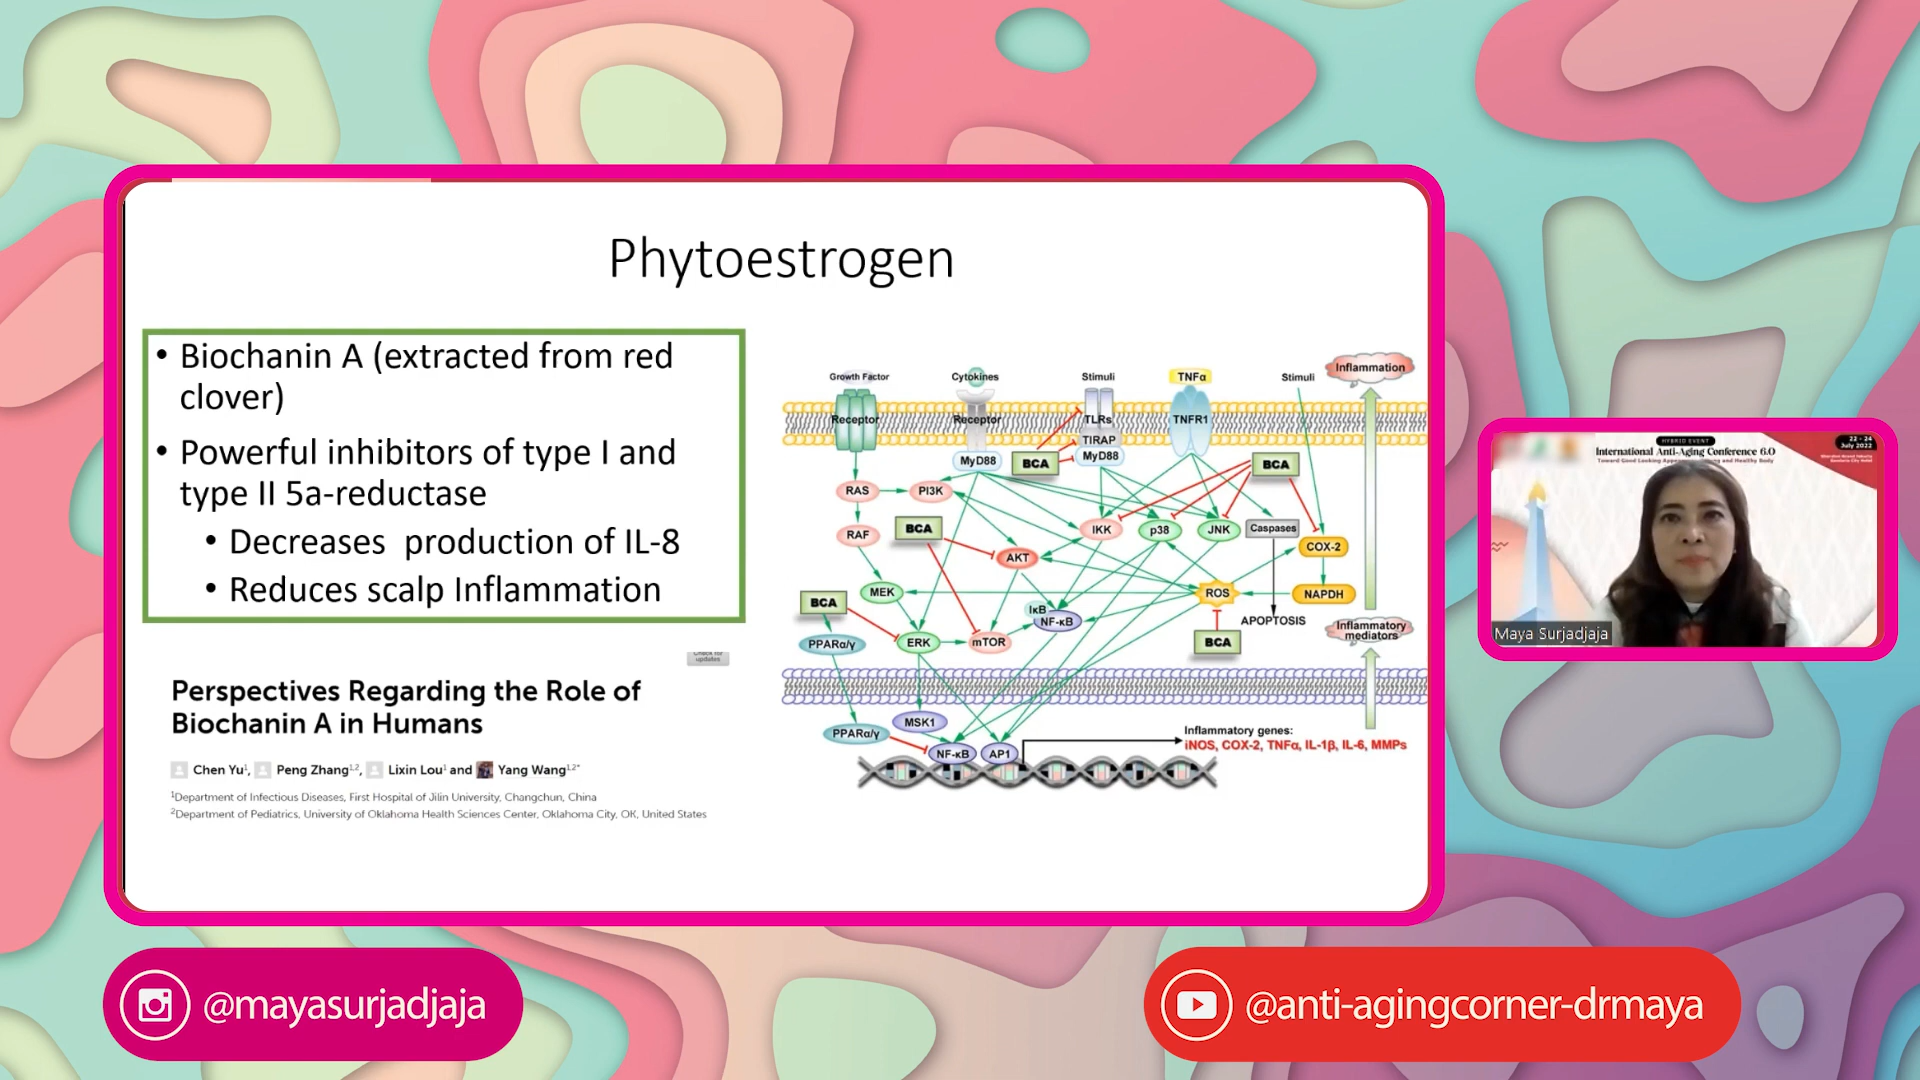 Phytoestrogen
• Biochanin A (extracted from red
clover)
• Powerful inhibitors of type I and
type II 5a-reductase
• Decreases production of IL-8
• Reduces scalp Inflammation
updates
Perspectives Regarding the Role of
Biochanin A in Humans
Chen Yu1, Peng Zhang1,2, Lixin Lou1 and Yang Wang1,2*
1Department of Infectious Diseases, First Hospital of Jilin University, Changchun, China
2Department of Pediatrics, University of Oklahoma Health Sciences Center, Oklahoma City, OK, United States
Growth Factor
Cytokines
Stimuli
TNFα
Stimuli
Inflammation
Receptor
Receptor
TLRs
TNFR1
TIRAP
MyD88
BCA
MyD88
BCA
RAS
PI3K
RAF
BCA
IKK
p38
JNK
Caspases
AKT
COX-2
MEK
ROS
NAPDH
BCA
IκB
NF-κB
APOPTOSIS
Inflammatory
mediators
PPARα/γ
ERK
mTOR
BCA
MSK1
PPARα/γ
NF-κB
AP1
Inflammatory genes:
iNOS, COX-2, TNFα, IL-1β, IL-6, MMPs
HYBRID EVENT
International Anti-Aging Conference 6.0
22 - 24
July 2022
Maya Surjadjaja
@mayasurjadjaja
@anti-agingcorner-drmaya